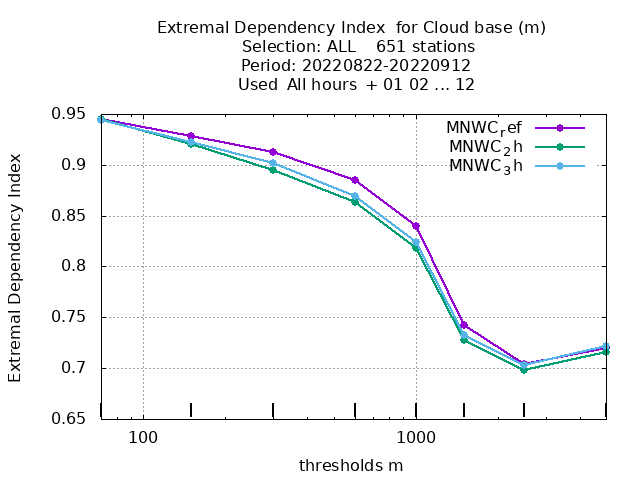 Extremal Dependency Index  for Cloud base (m)
Selection: ALL    651 stations
Period: 20220822-20220912
Used  All hours  + 01 02 ... 12
MNWC_ref
MNWC_2h
MNWC_3h
Extremal Dependency Index
0.95
0.9
0.85
0.8
0.75
0.7
0.65
100
1000
thresholds m